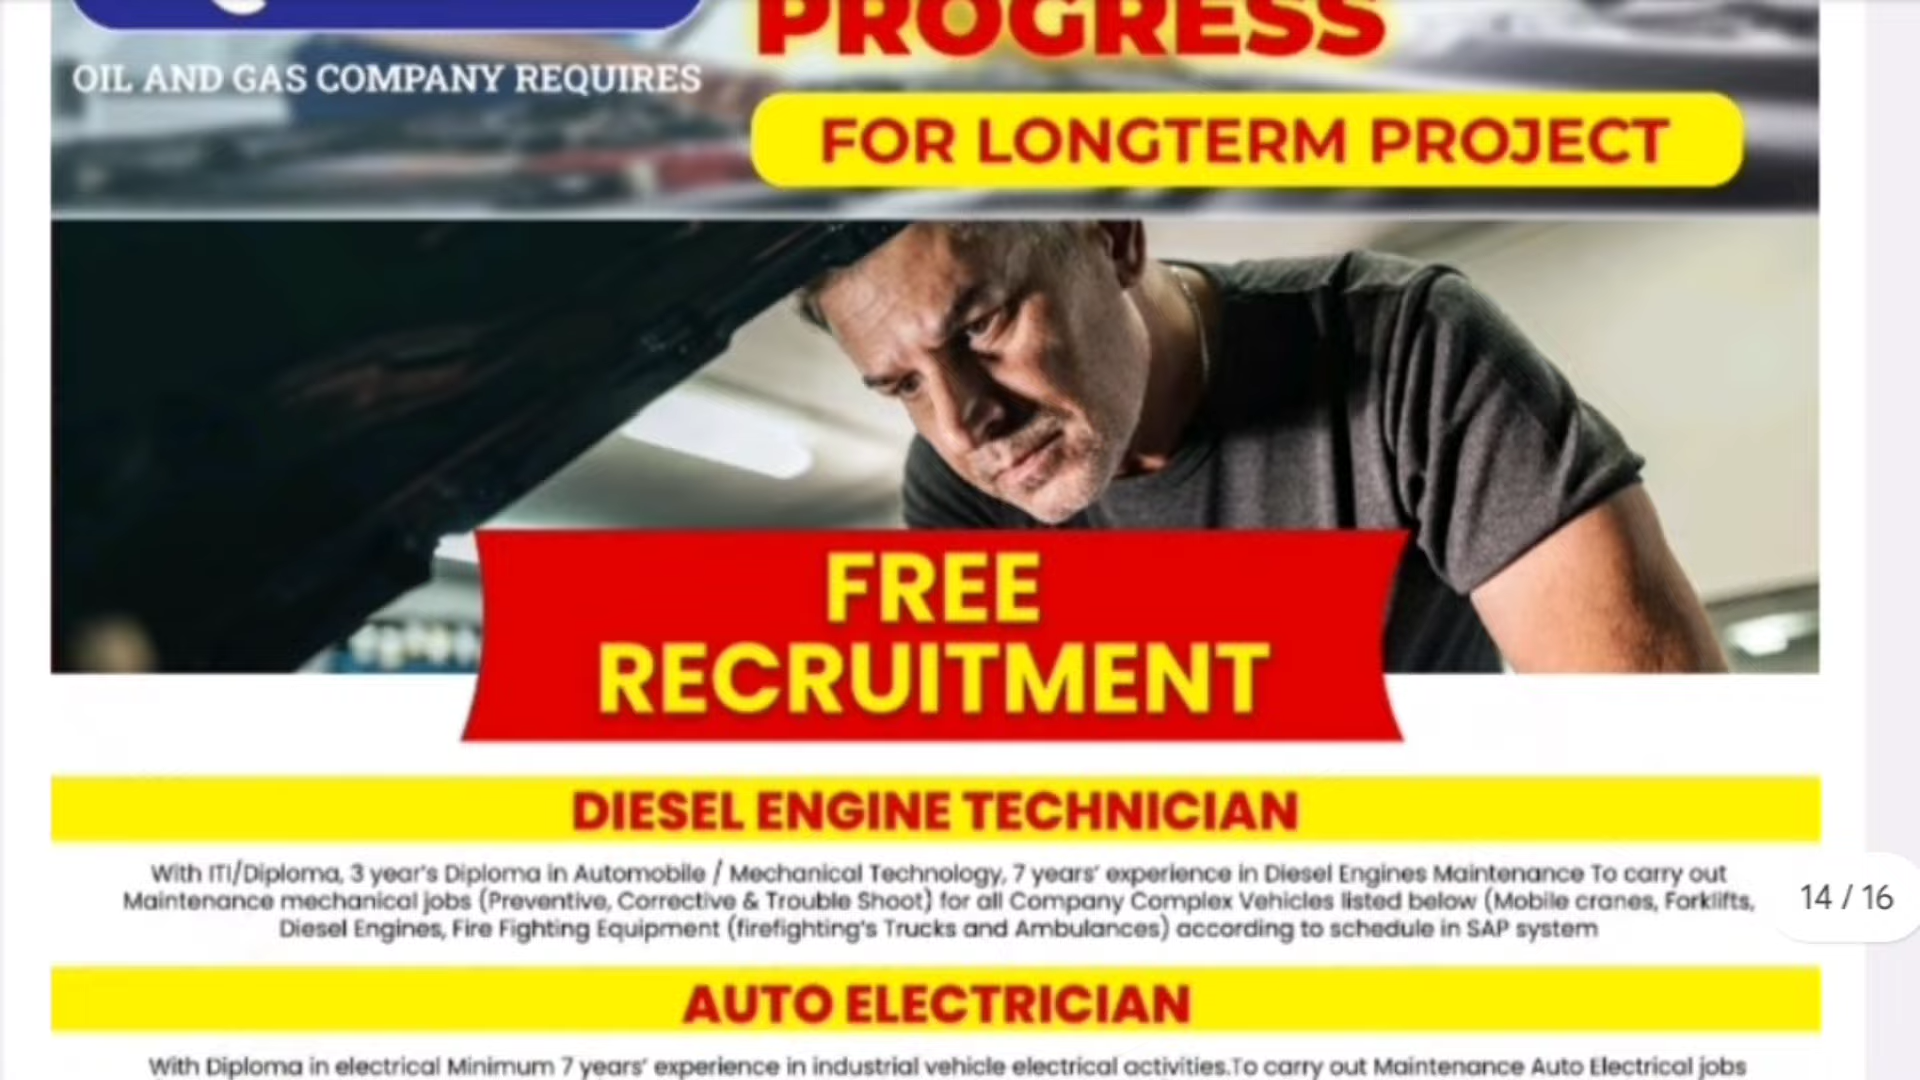 PROGRESS
OIL AND GAS COMPANY REQUIRES
FOR LONGTERM PROJECT
FREE
RECRUITMENT
DIESEL ENGINE TECHNICIAN
With ITI/Diploma, 3 year's Diploma in Automobile / Mechanical Technology, 7 years' experience in Diesel Engines Maintenance To carry out
Maintenance mechanical jobs (Preventive, Corrective & Trouble Shoot) for all Company Complex Vehicles listed below (Mobile cranes, Forklifts,
Diesel Engines, Fire Fighting Equipment (firefighting's Trucks and Ambulances) according to schedule in SAP system
14 / 16
AUTO ELECTRICIAN
With Diploma in electrical Minimum 7 years' experience in industrial vehicle electrical activities.To carry out Maintenance Auto Electrical jobs